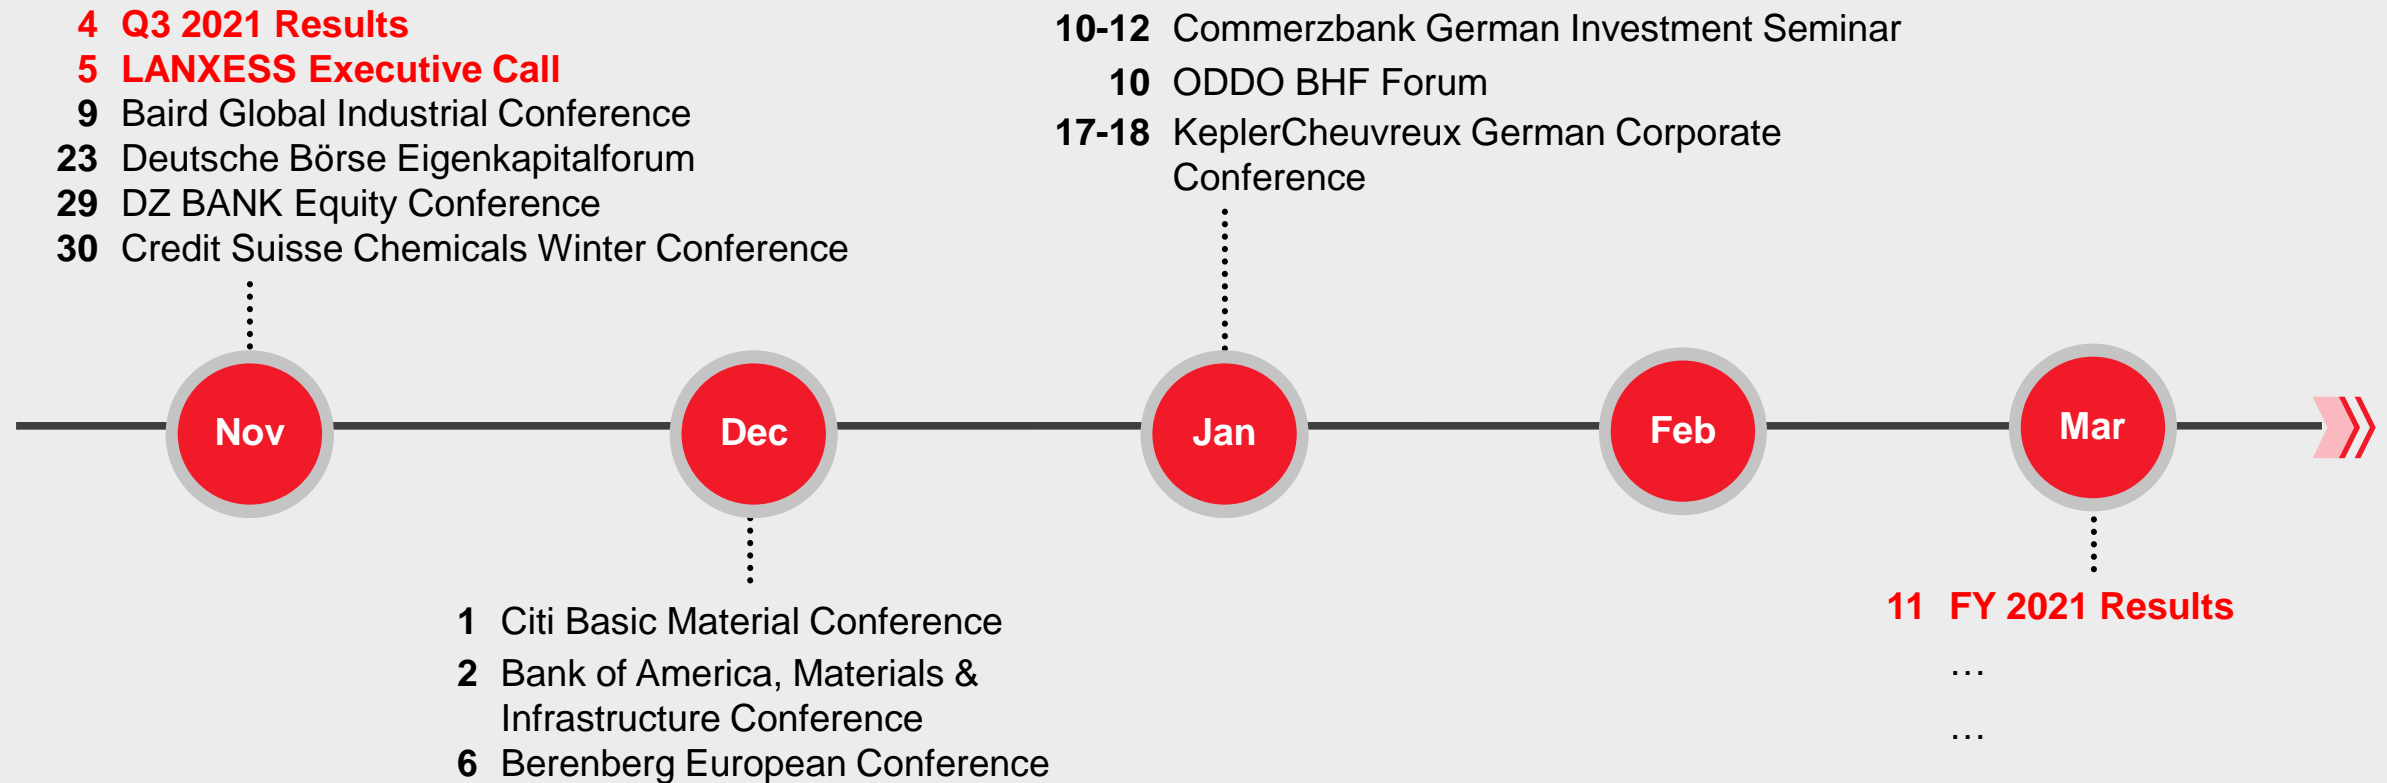 4 Q3 2021 Results
5 LANXESS Executive Call
9 Baird Global Industrial Conference
23 Deutsche Börse Eigenkapitalforum
29 DZ BANK Equity Conference
30 Credit Suisse Chemicals Winter Conference
10-12 Commerzbank German Investment Seminar
10 ODDO BHF Forum
17-18 KeplerCheuvreux German Corporate
Conference
Nov
Dec
Jan
Feb
Mar
1 Citi Basic Material Conference
2 Bank of America, Materials &
Infrastructure Conference
6 Berenberg European Conference
11 FY 2021 Results
…
…